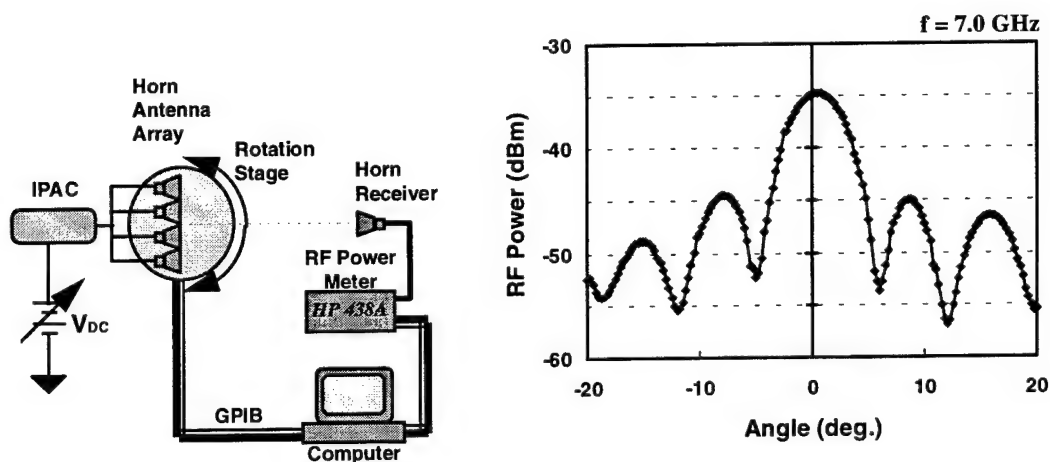 Horn
Antenna
Array
Rotation
Stage
Horn
Receiver
IPAC
RF Power
Meter
HP 438A
VDC
GPIB
Computer
f = 7.0 GHz
-30
-40
-50
-60
RF Power (dBm)
-20
-10
0
10
20
Angle (deg.)